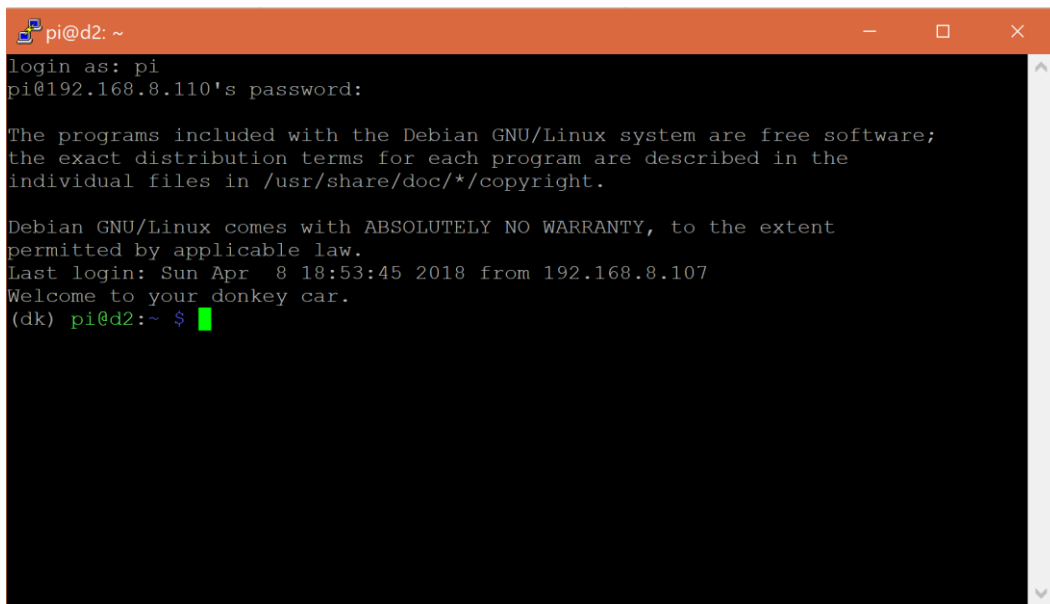 pi@d2: ~
login as: pi
pi@192.168.8.110's password:
The programs included with the Debian GNU/Linux system are free software;
the exact distribution terms for each program are described in the
individual files in /usr/share/doc/*/copyright.
Debian GNU/Linux comes with ABSOLUTELY NO WARRANTY, to the extent
permitted by applicable law.
Last login: Sun Apr  8 18:53:45 2018 from 192.168.8.107
Welcome to your donkey car.
(dk) pi@d2:~ $